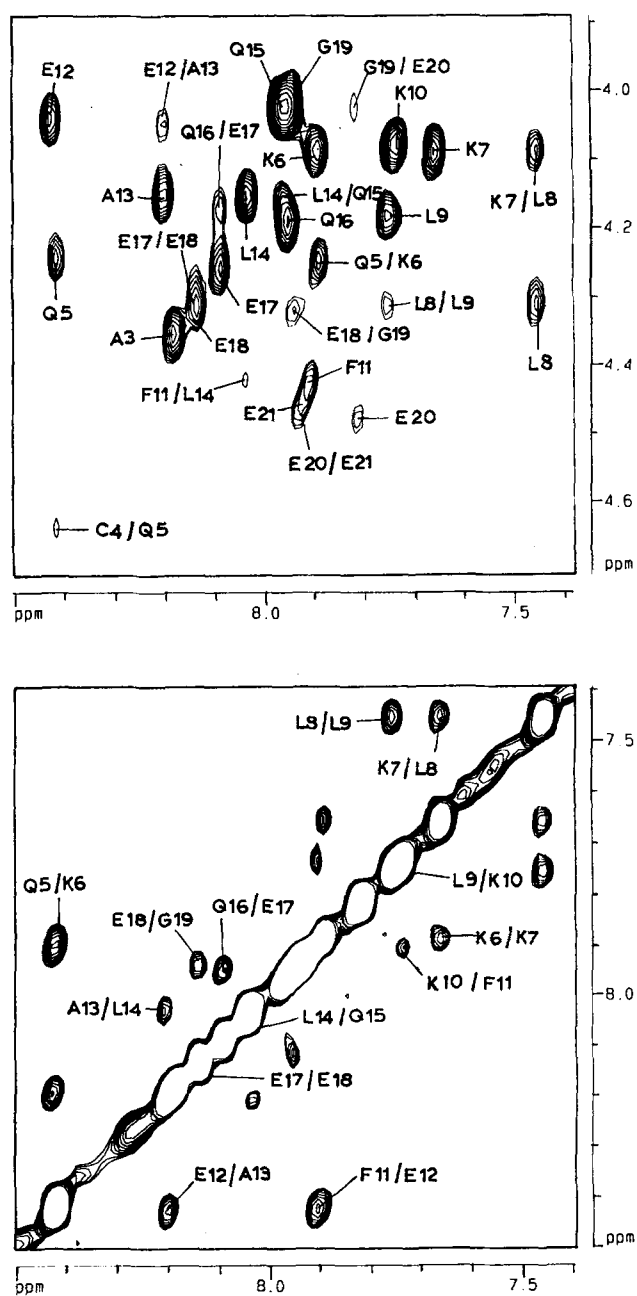 Q15
G19
E12
E12/A13
G19/E20
4.0
K10
Q16/E17
K6
K7
A13
L14/Q15
K7/L8
4.2
L14
Q16
L9
E17/E18
Q5/K6
Q5
E17
L8/L9
A3
E18
E18/G19
L8
F11
4.4
F11/L14
E21
E20
E20/E21
C4/Q5
4.6
ppm
ppm
8.0
7.5
L8/L9
7.5
K7/L8
Q5/K6
L9/K10
E18/G19
Q16/E17
K6/K7
K10/F11
8.0
A13/L14
L14/Q15
E17/E18
E12/A13
F11/E12
ppm
ppm
8.0
7.5